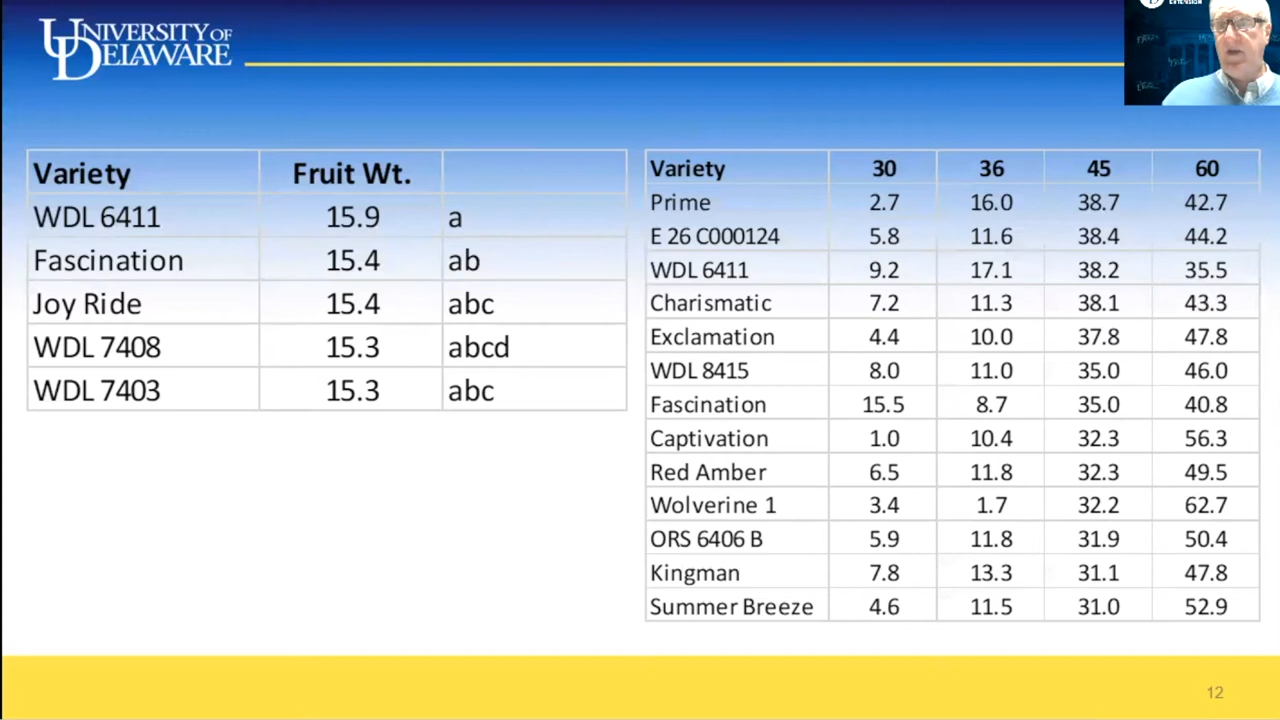 UNIVERSITY OF
DELAWARE
EXTENSION
Variety Fruit Wt.
WDL 6411 15.9 a
Fascination 15.4 ab
Joy Ride 15.4 abc
WDL 7408 15.3 abcd
WDL 7403 15.3 abc
Variety 30 36 45 60
Prime 2.7 16.0 38.7 42.7
E 26 C000124 5.8 11.6 38.4 44.2
WDL 6411 9.2 17.1 38.2 35.5
Charismatic 7.2 11.3 38.1 43.3
Exclamation 4.4 10.0 37.8 47.8
WDL 8415 8.0 11.0 35.0 46.0
Fascination 15.5 8.7 35.0 40.8
Captivation 1.0 10.4 32.3 56.3
Red Amber 6.5 11.8 32.3 49.5
Wolverine 1 3.4 1.7 32.2 62.7
ORS 6406 B 5.9 11.8 31.9 50.4
Kingman 7.8 13.3 31.1 47.8
Summer Breeze 4.6 11.5 31.0 52.9
12